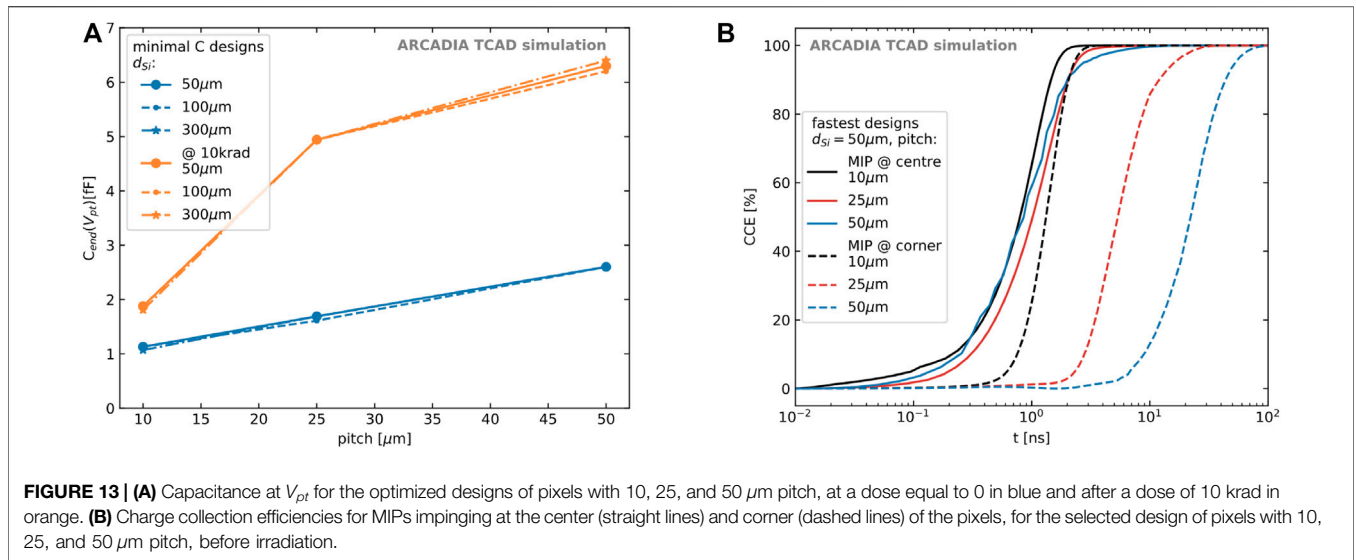 A
ARCADIA TCAD simulation
minimal C designs
d_Si:
50μm
100μm
300μm
@ 10krad
50μm
100μm
300μm
C_end(V_pt)[fF]
7
6
5
4
3
2
1
0
10 15 20 25 30 35 40 45 50
pitch [μm]
B
ARCADIA TCAD simulation
fastest designs
d_Si = 50μm, pitch:
MIP @ centre
10μm
25μm
50μm
MIP @ corner
10μm
25μm
50μm
CCE [%]
100
80
60
40
20
0
10⁻² 10⁻¹ 10⁰ 10¹ 10²
t [ns]
FIGURE 13 | (A) Capacitance at V_pt for the optimized designs of pixels with 10, 25, and 50 μm pitch, at a dose equal to 0 in blue and after a dose of 10 krad in
orange. (B) Charge collection efficiencies for MIPs impinging at the center (straight lines) and corner (dashed lines) of the pixels, for the selected design of pixels with 10,
25, and 50 μm pitch, before irradiation.